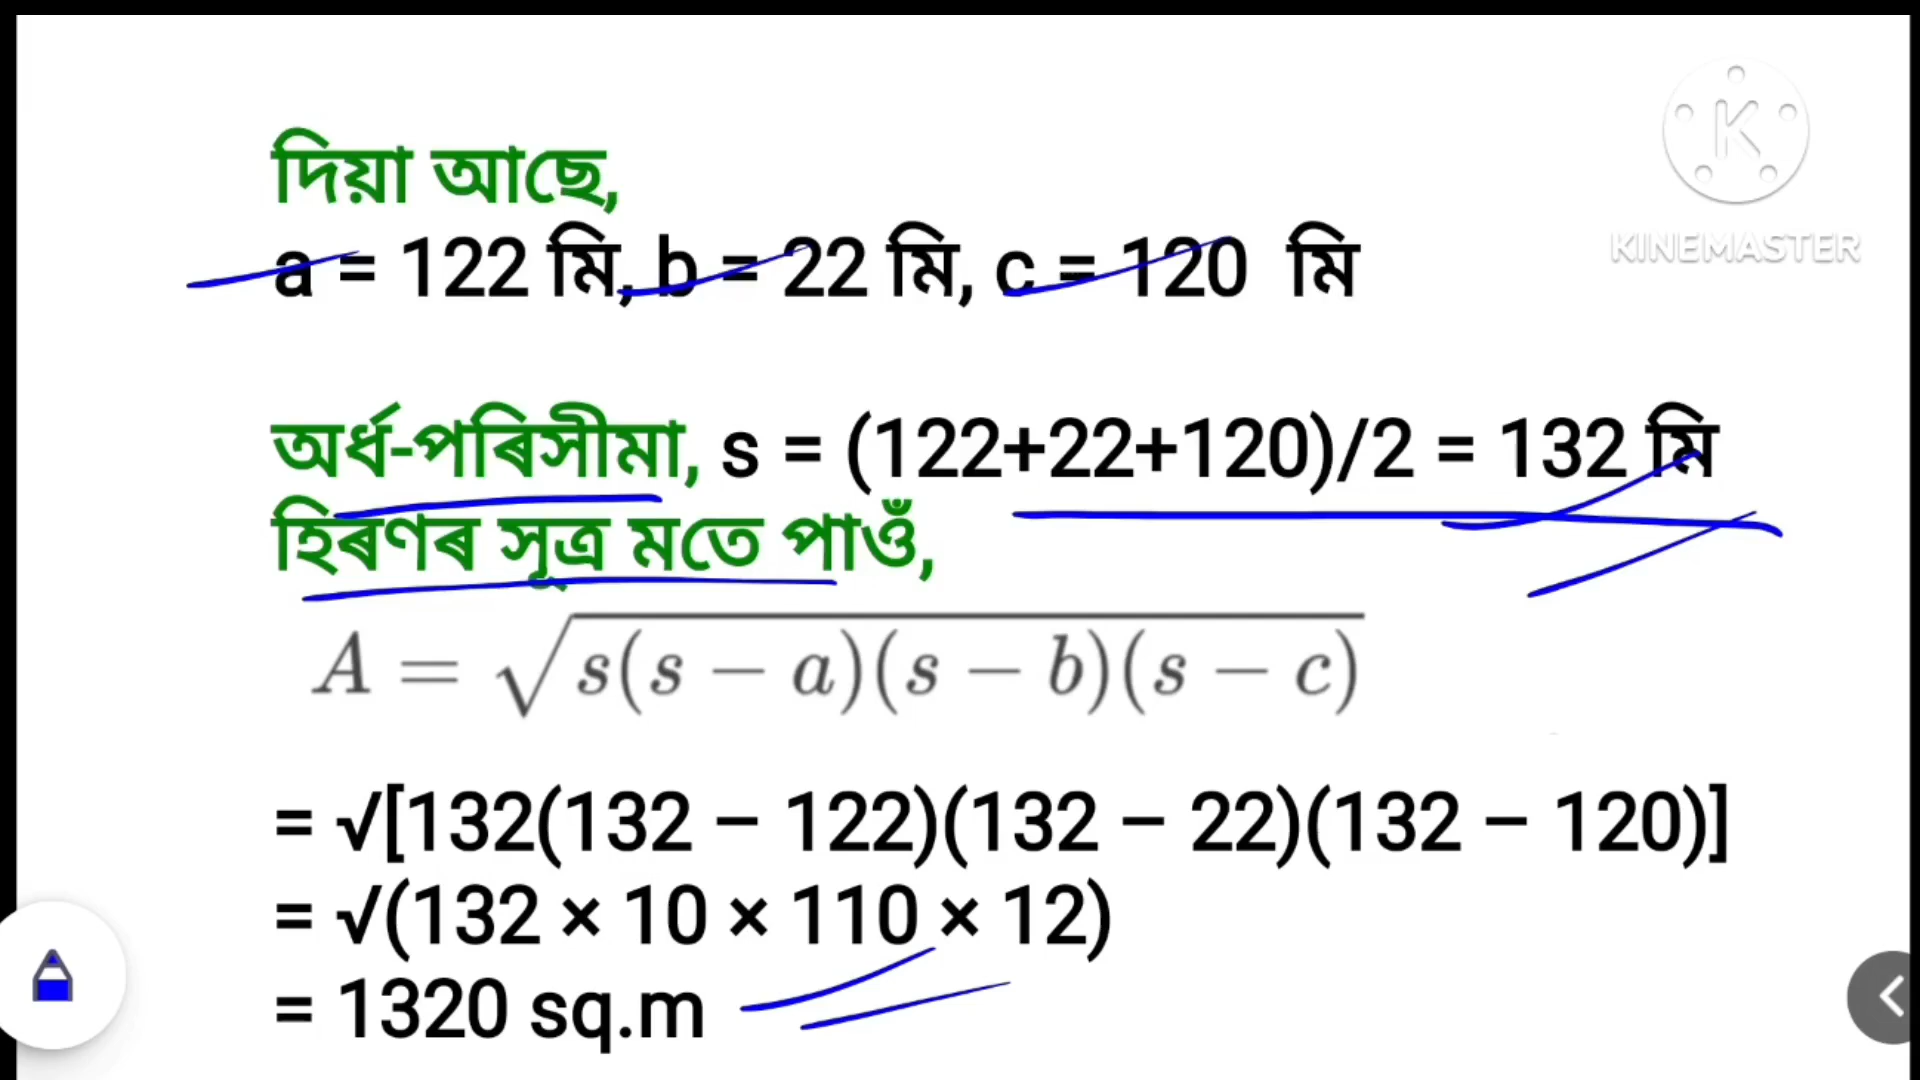 দিয়া আছে,
a = 122 মি, b = 22 মি, c = 120 মি
অৰ্ধ-পৰিসীমা, s = (122+22+120)/2 = 132 মি
হিৰণৰ সূত্ৰ মতে পাওঁ,
A = √s(s − a)(s − b)(s − c)
= √[132(132 – 122)(132 – 22)(132 – 120)]
= √(132 × 10 × 110 × 12)
= 1320 sq.m
K
KINEMASTER